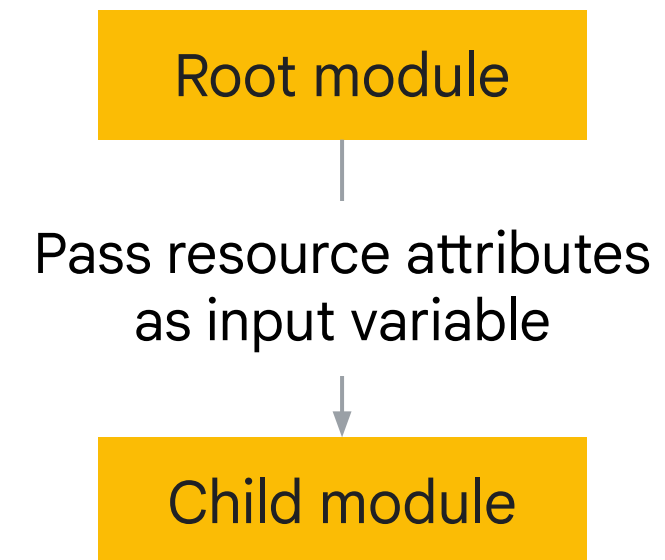 Root module
Pass resource attributes
as input variable
Child module